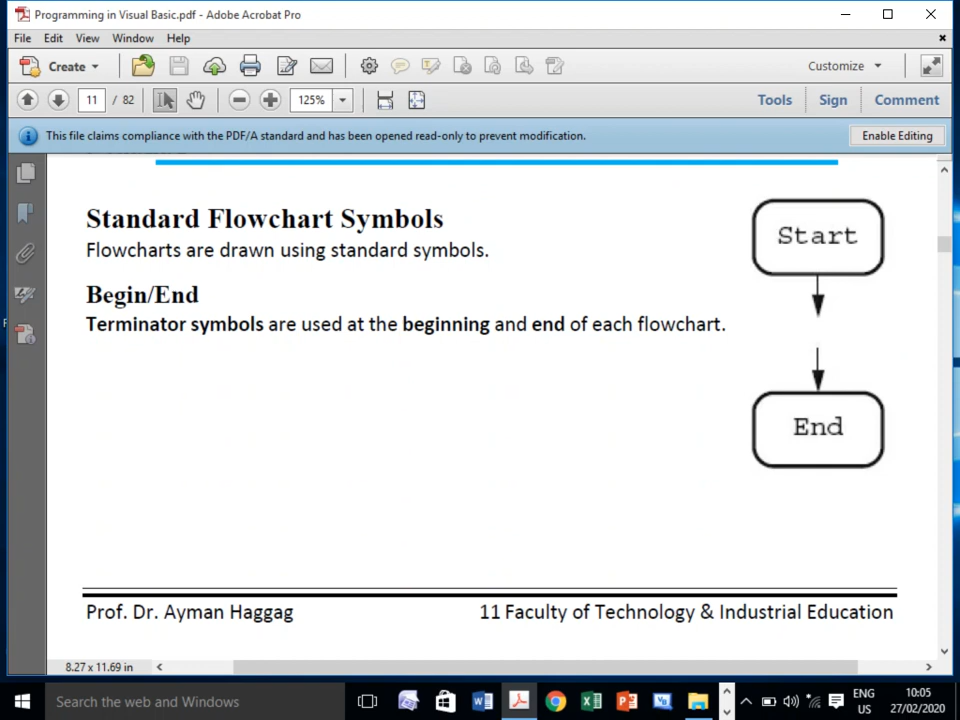 Programming in Visual Basic.pdf - Adobe Acrobat Pro
File Edit View Window Help
Create
Customize
11 / 82
125%
Tools Sign Comment
This file claims compliance with the PDF/A standard and has been opened read-only to prevent modification.
Enable Editing
Standard Flowchart Symbols
Flowcharts are drawn using standard symbols.
Begin/End
Terminator symbols are used at the beginning and end of each flowchart.
Start
End
Prof. Dr. Ayman Haggag
11 Faculty of Technology & Industrial Education
8.27 x 11.69 in
Search the web and Windows
ENG
US
10:05
27/02/2020